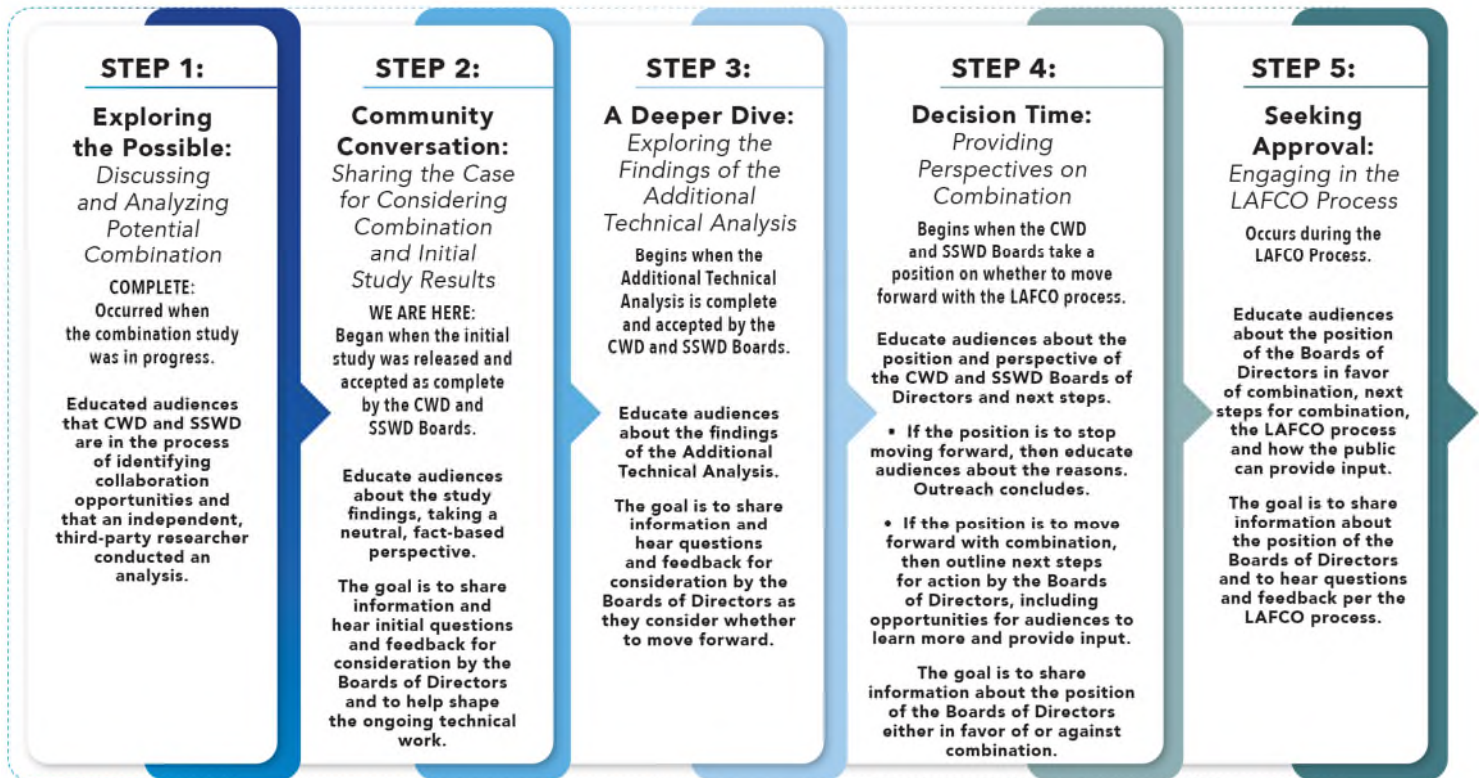 STEP 1:
Exploring
the Possible:
Discussing
and Analyzing
Potential
Combination
COMPLETE:
Occurred when
the combination study
was in progress.
Educated audiences
that CWD and SSWD
are in the process
of identifying
collaboration
opportunities and
that an independent,
third-party researcher
conducted an
analysis.
STEP 2:
Community
Conversation:
Sharing the Case
for Considering
Combination
and Initial
Study Results
WE ARE HERE:
Began when the initial
study was released and
accepted as complete
by the CWD and
SSWD Boards.
Educate audiences
about the study
findings, taking a
neutral, fact-based
perspective.
The goal is to share
information and
hear initial questions
and feedback for
consideration by the
Boards of Directors
and to help shape
the ongoing technical
work.
STEP 3:
A Deeper Dive:
Exploring the
Findings of the
Additional
Technical Analysis
Begins when the
Additional Technical
Analysis is complete
and accepted by the
CWD and SSWD Boards.
Educate audiences
about the findings
of the Additional
Technical Analysis.
The goal is to share
information and
hear questions
and feedback for
consideration by the
Boards of Directors as
they consider whether
to move forward.
STEP 4:
Decision Time:
Providing
Perspectives on
Combination
Begins when the CWD
and SSWD Boards take a
position on whether to move
forward with the LAFCO process.
Educate audiences about the
position and perspective of
the CWD and SSWD Boards of
Directors and next steps.
• If the position is to stop
moving forward, then educate
audiences about the reasons.
Outreach concludes.
• If the position is to move
forward with combination,
then outline next steps
for action by the Boards
of Directors, including
opportunities for audiences to
learn more and provide input.
The goal is to share
information about the position
of the Boards of Directors
either in favor of or against
combination.
STEP 5:
Seeking
Approval:
Engaging in the
LAFCO Process
Occurs during the
LAFCO Process.
Educate audiences
about the position
of the Boards of
Directors in favor
of combination, next
steps for combination,
the LAFCO process
and how the public
can provide input.
The goal is to share
information about
the position of the
Boards of Directors
and to hear questions
and feedback per the
LAFCO process.